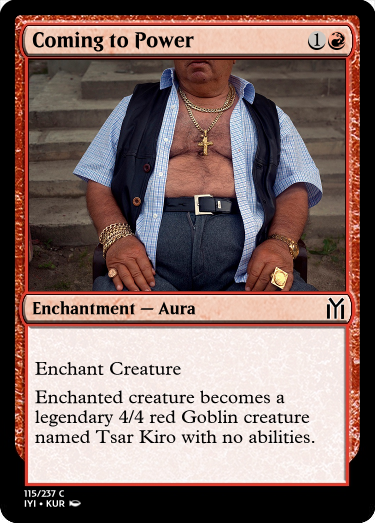 Coming to Power 1
Enchantment — Aura
Enchant Creature
Enchanted creature becomes a
legendary 4/4 red Goblin creature
named Tsar Kiro with no abilities.
115/237 C
IYI • KUR